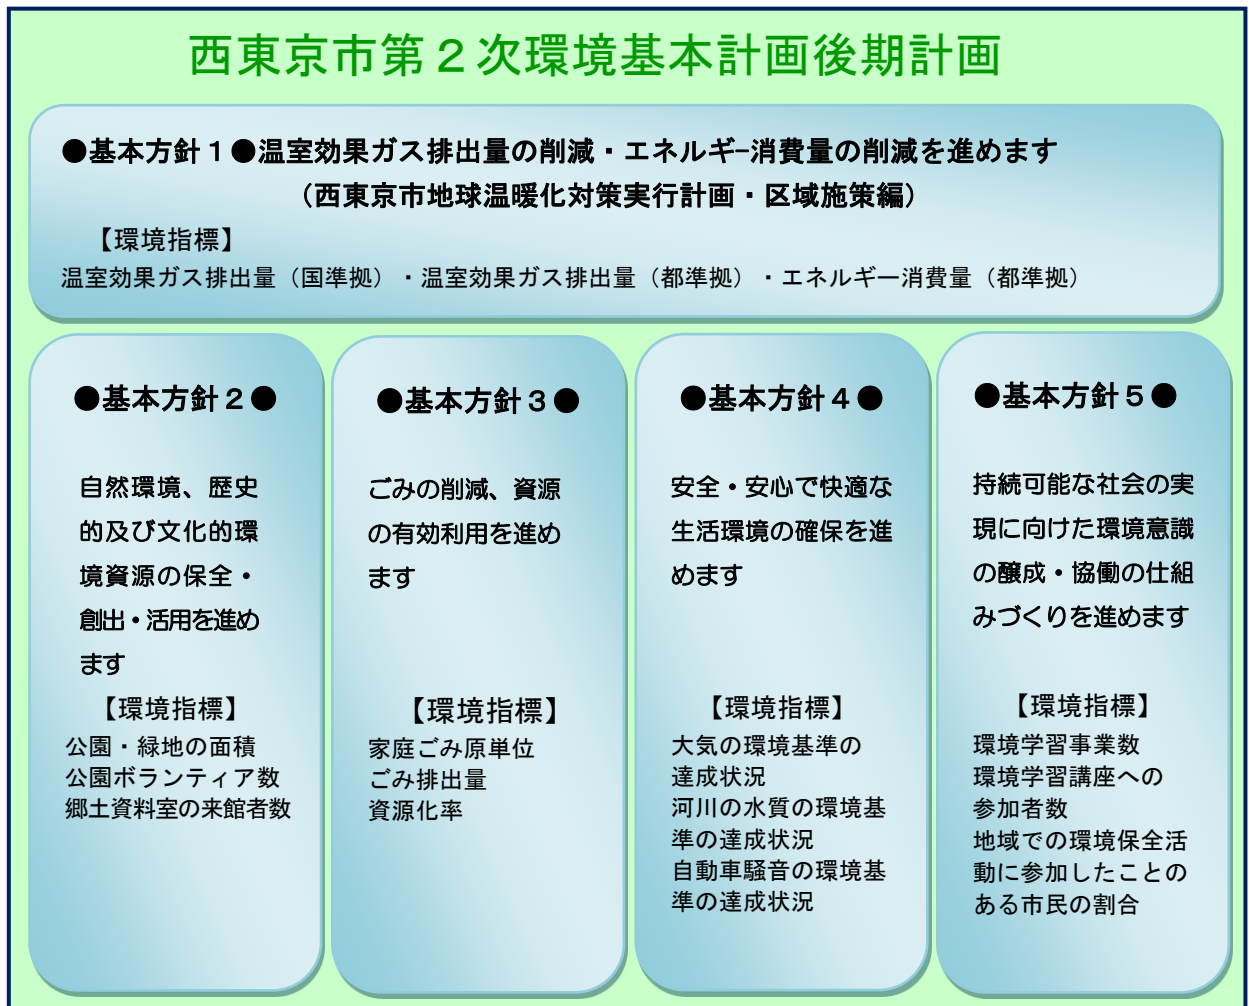 西東京市第２次環境基本計画後期計画
●基本方針１●温室効果ガス排出量の削減・エネルギー消費量の削減を進めます
（西東京市地球温暖化対策実行計画・区域施策編）
【環境指標】
温室効果ガス排出量（国準拠）・温室効果ガス排出量（都準拠）・エネルギー消費量（都準拠）
●基本方針２●
自然環境、歴史
的及び文化的環
境資源の保全・
創出・活用を進め
ます
【環境指標】
公園・緑地の面積
公園ボランティア数
郷土資料室の来館者数
●基本方針３●
ごみの削減、資源
の有効利用を進め
ます
【環境指標】
家庭ごみ原単位
ごみ排出量
資源化率
●基本方針４●
安全・安心で快適な
生活環境の確保を進
めます
【環境指標】
大気の環境基準の
達成状況
河川の水質の環境基
準の達成状況
自動車騒音の環境基
準の達成状況
●基本方針５●
持続可能な社会の実
現に向けた環境意識
の醸成・協働の仕組
みづくりを進めます
【環境指標】
環境学習事業数
環境学習講座への
参加者数
地域での環境保全活
動に参加したことの
ある市民の割合